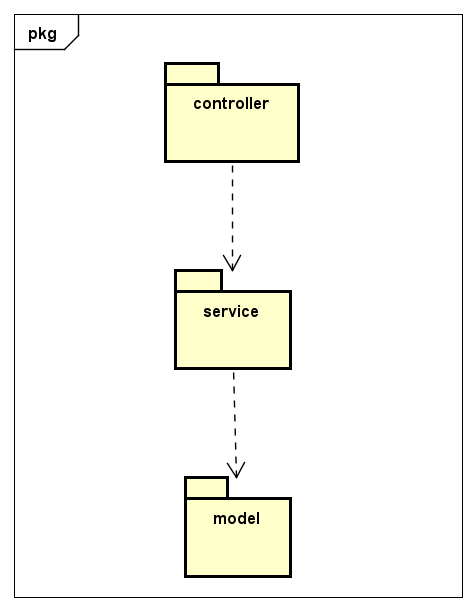 pkg
controller
service
model